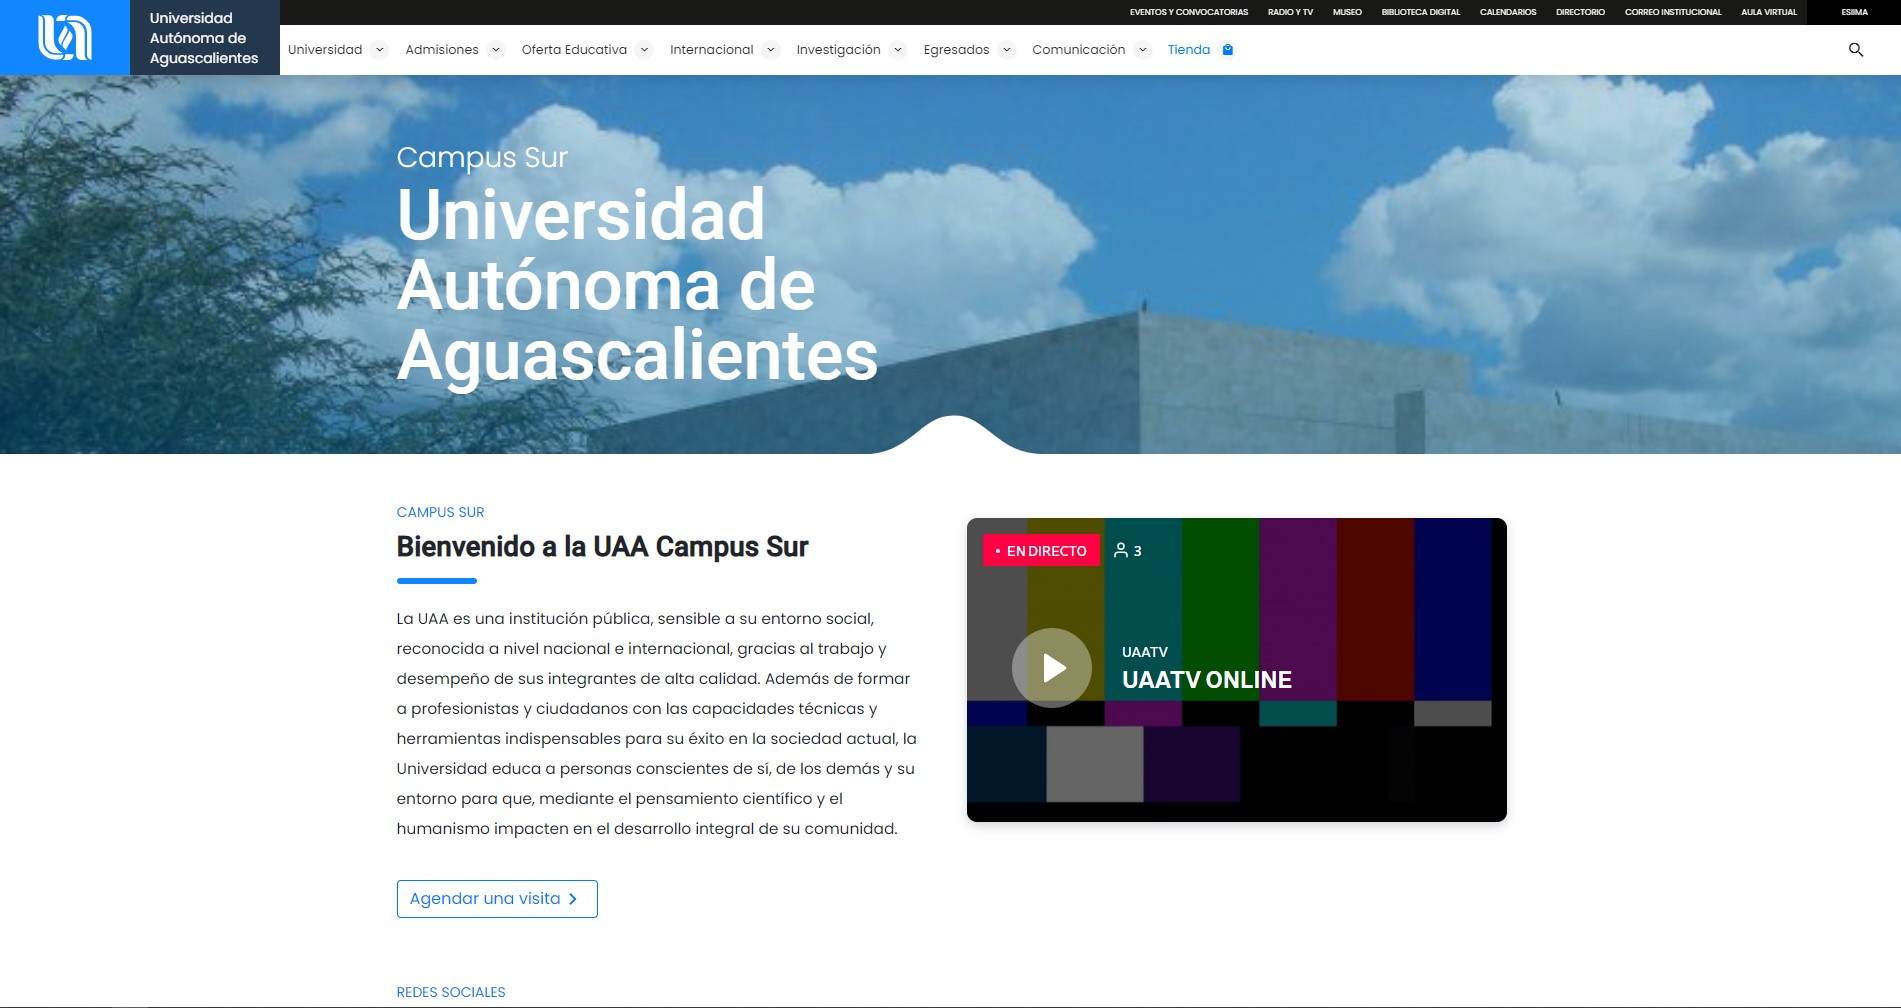 Universidad
Autónoma de
Aguascalientes
EVENTOS Y CONVOCATORIAS RADIO Y TV MUSEO BIBLIOTECA DIGITAL CALENDARIOS DIRECTORIO CORREO INSTITUCIONAL AULA VIRTUAL ESIIMA
Universidad Admisiones Oferta Educativa Internacional Investigación Egresados Comunicación Tienda
Campus Sur
Universidad
Autónoma de
Aguascalientes
CAMPUS SUR
Bienvenido a la UAA Campus Sur
La UAA es una institución pública, sensible a su entorno social,
reconocida a nivel nacional e internacional, gracias al trabajo y
desempeño de sus integrantes de alta calidad. Además de formar
a profesionistas y ciudadanos con las capacidades técnicas y
herramientas indispensables para su éxito en la sociedad actual, la
Universidad educa a personas conscientes de sí, de los demás y su
entorno para que, mediante el pensamiento científico y el
humanismo impacten en el desarrollo integral de su comunidad.
Agendar una visita
• EN DIRECTO 3
UAATV
UAATV ONLINE
REDES SOCIALES